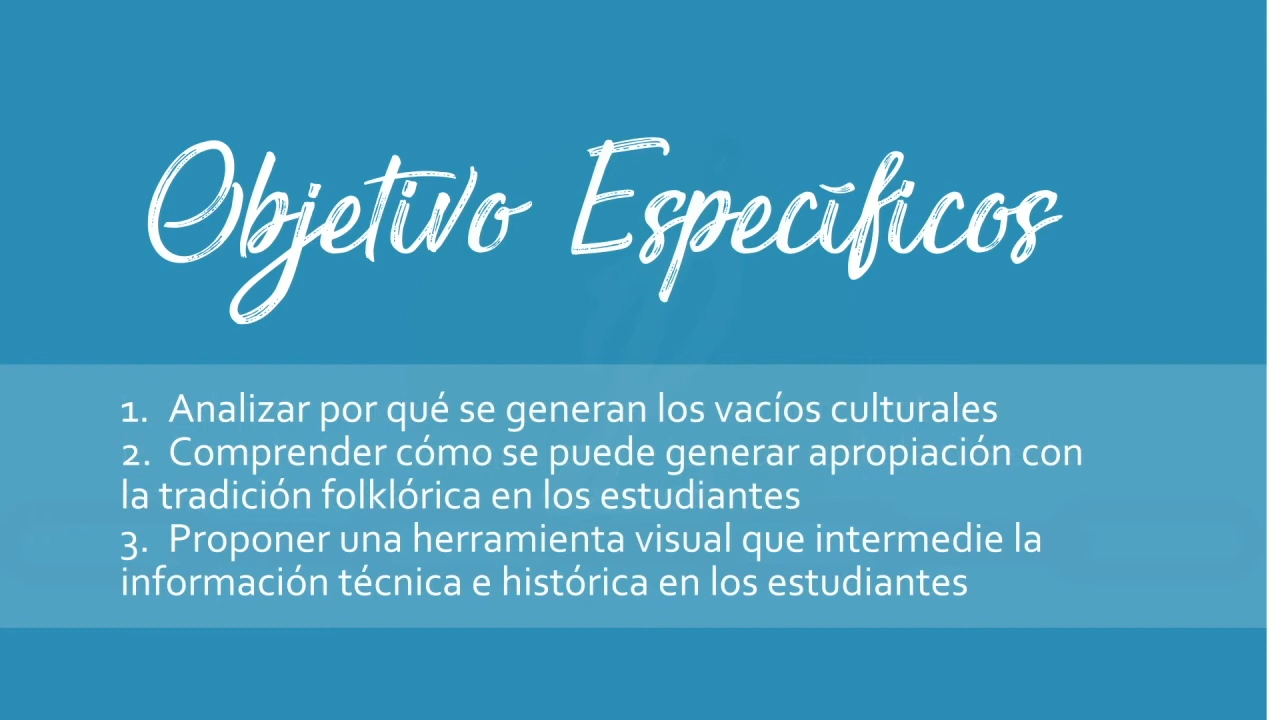 Objetivo Específicos
1. Analizar por qué se generan los vacíos culturales
2. Comprender cómo se puede generar apropiación con
la tradición folklórica en los estudiantes
3. Proponer una herramienta visual que intermedie la
información técnica e histórica en los estudiantes